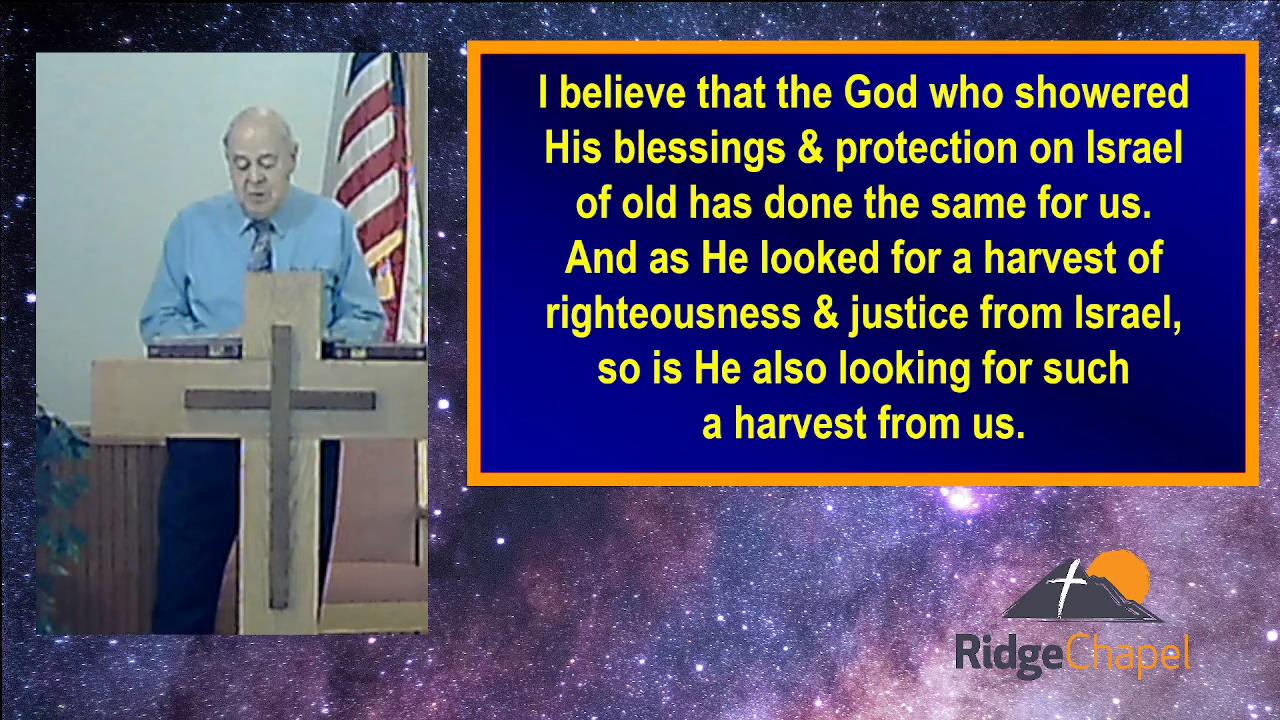 I believe that the God who showered
His blessings & protection on Israel
of old has done the same for us.
And as He looked for a harvest of
righteousness & justice from Israel,
so is He also looking for such
a harvest from us.
RidgeChapel